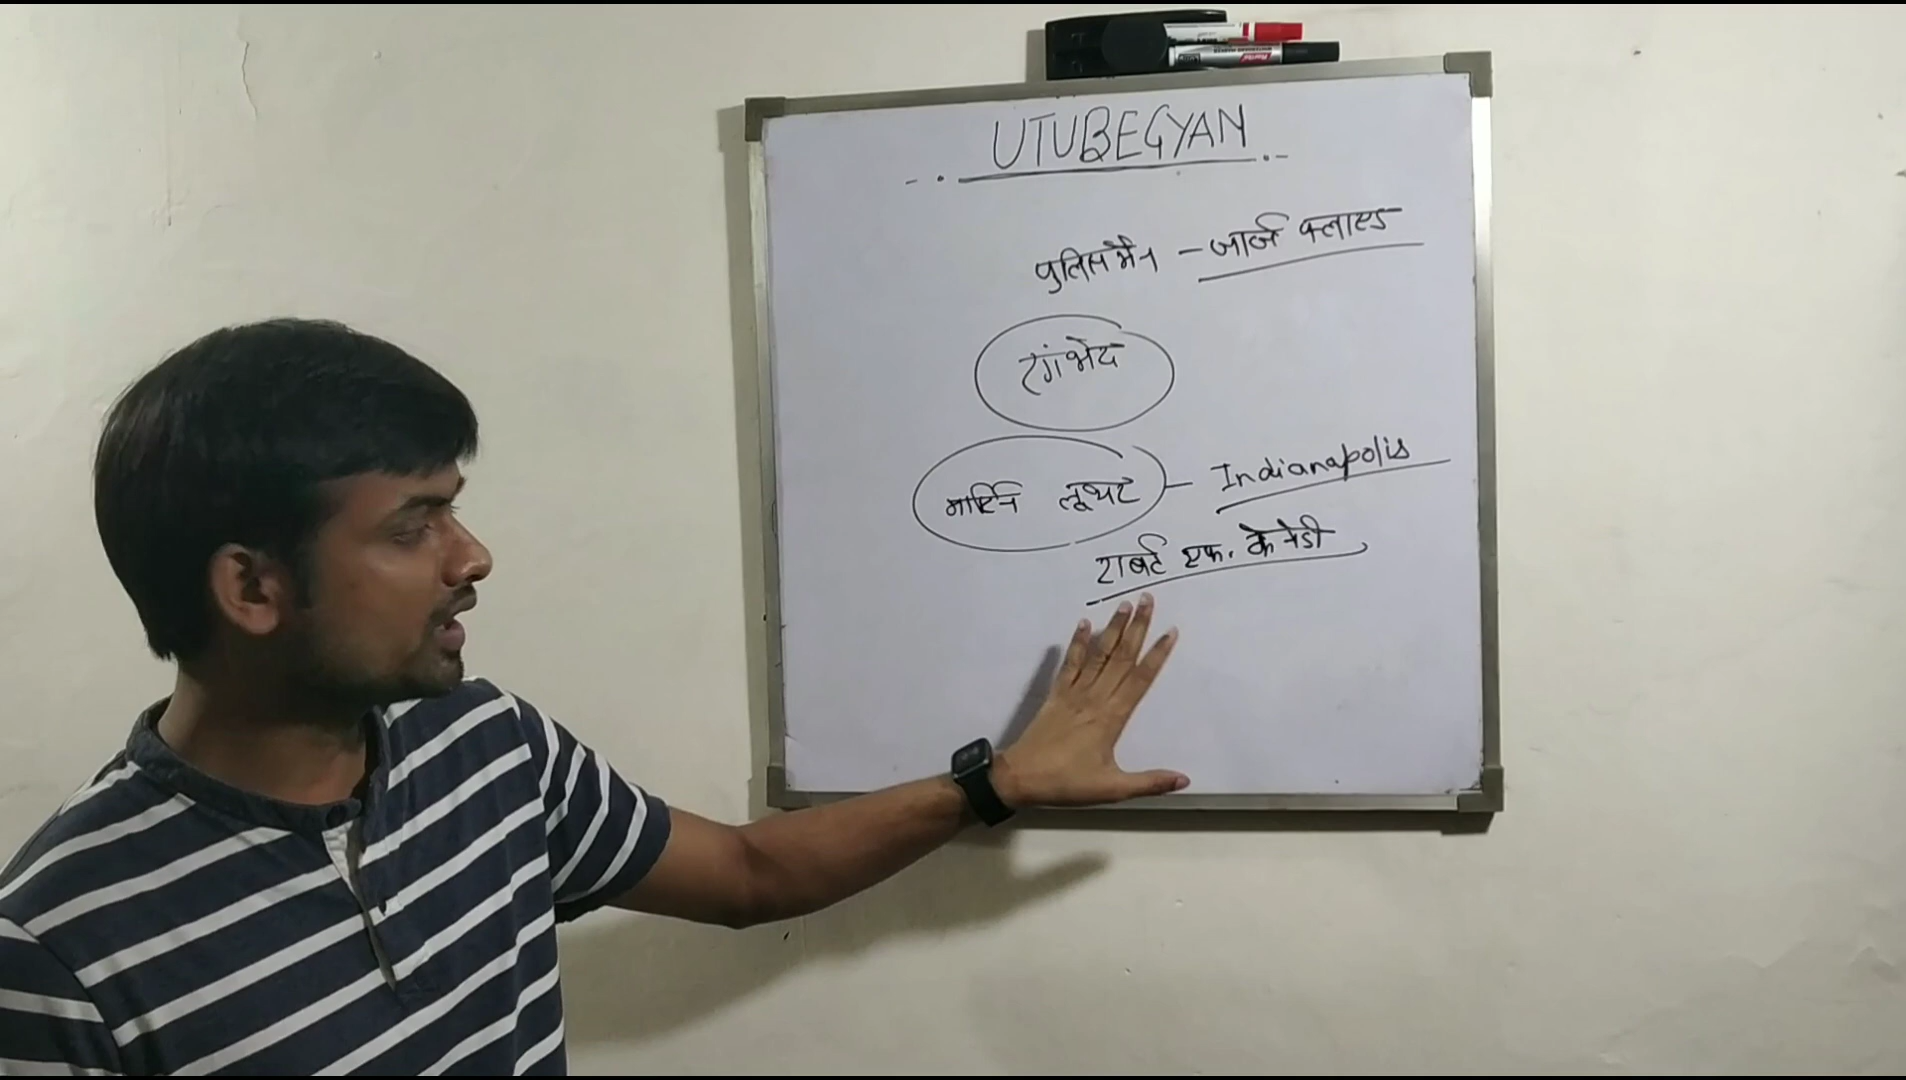 UTUBEGYAN
पुलिस मैन - जार्ज फ्लाएड
रंगभेद
मार्टिन लूथर - Indianapolis
राबर्ट एफ. केनेडी